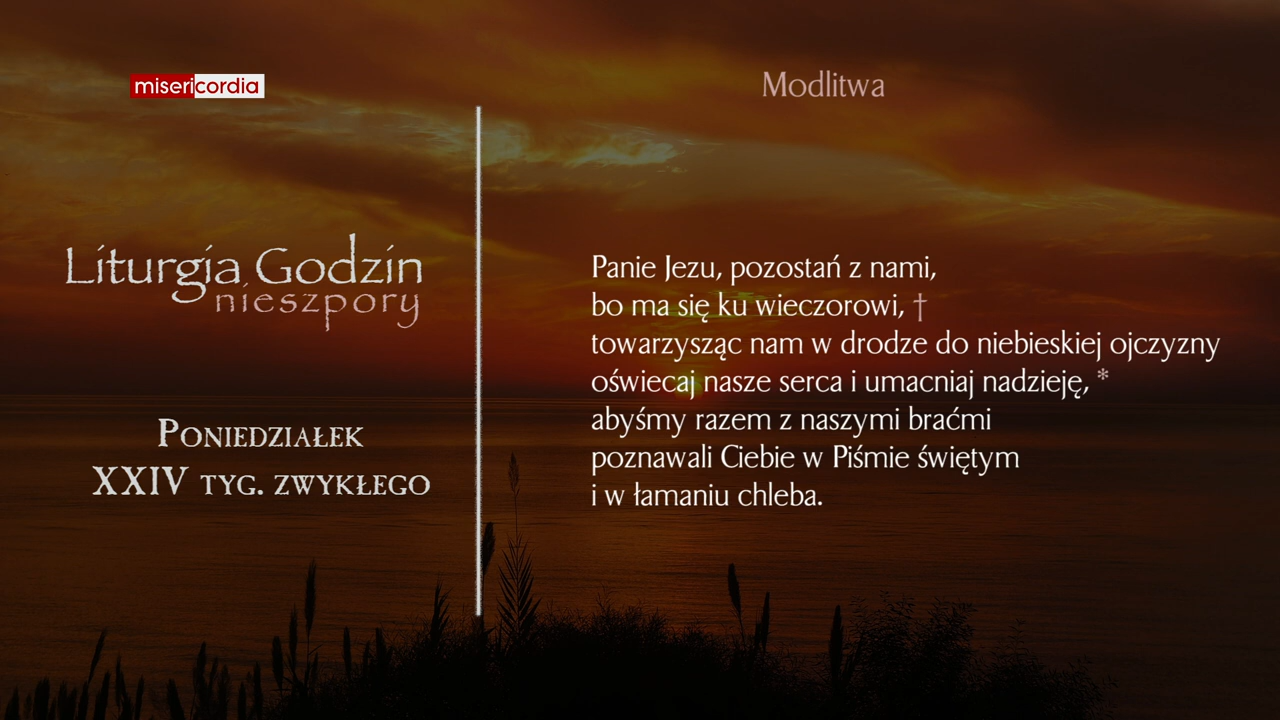 misericordia
Liturgia Godzin
nieszpory
Poniedziałek
XXIV tyg. zwykłego
Modlitwa
Panie Jezu, pozostań z nami,
bo ma się ku wieczorowi, †
towarzysząc nam w drodze do niebieskiej ojczyzny
oświecaj nasze serca i umacniaj nadzieję, *
abyśmy razem z naszymi braćmi
poznawali Ciebie w Piśmie świętym
i w łamaniu chleba.